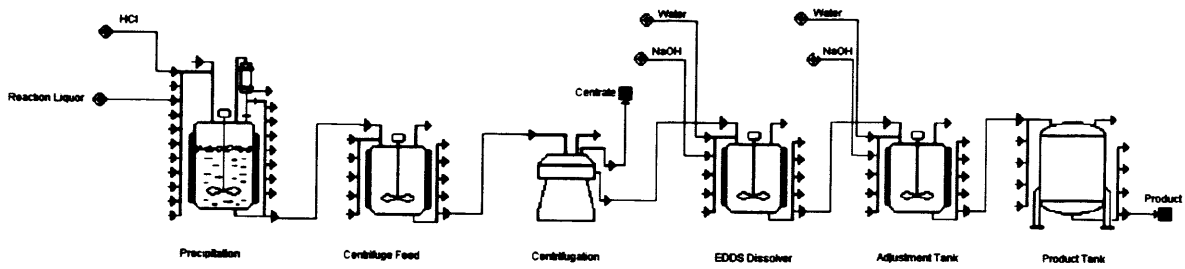 HCl
Reaction Liquor
Centrate
Water
NaOH
Water
NaOH
Product
Precipitation
Centrifuge Feed
Centrifugation
EDDS Dissolver
Adjustment Tank
Product Tank